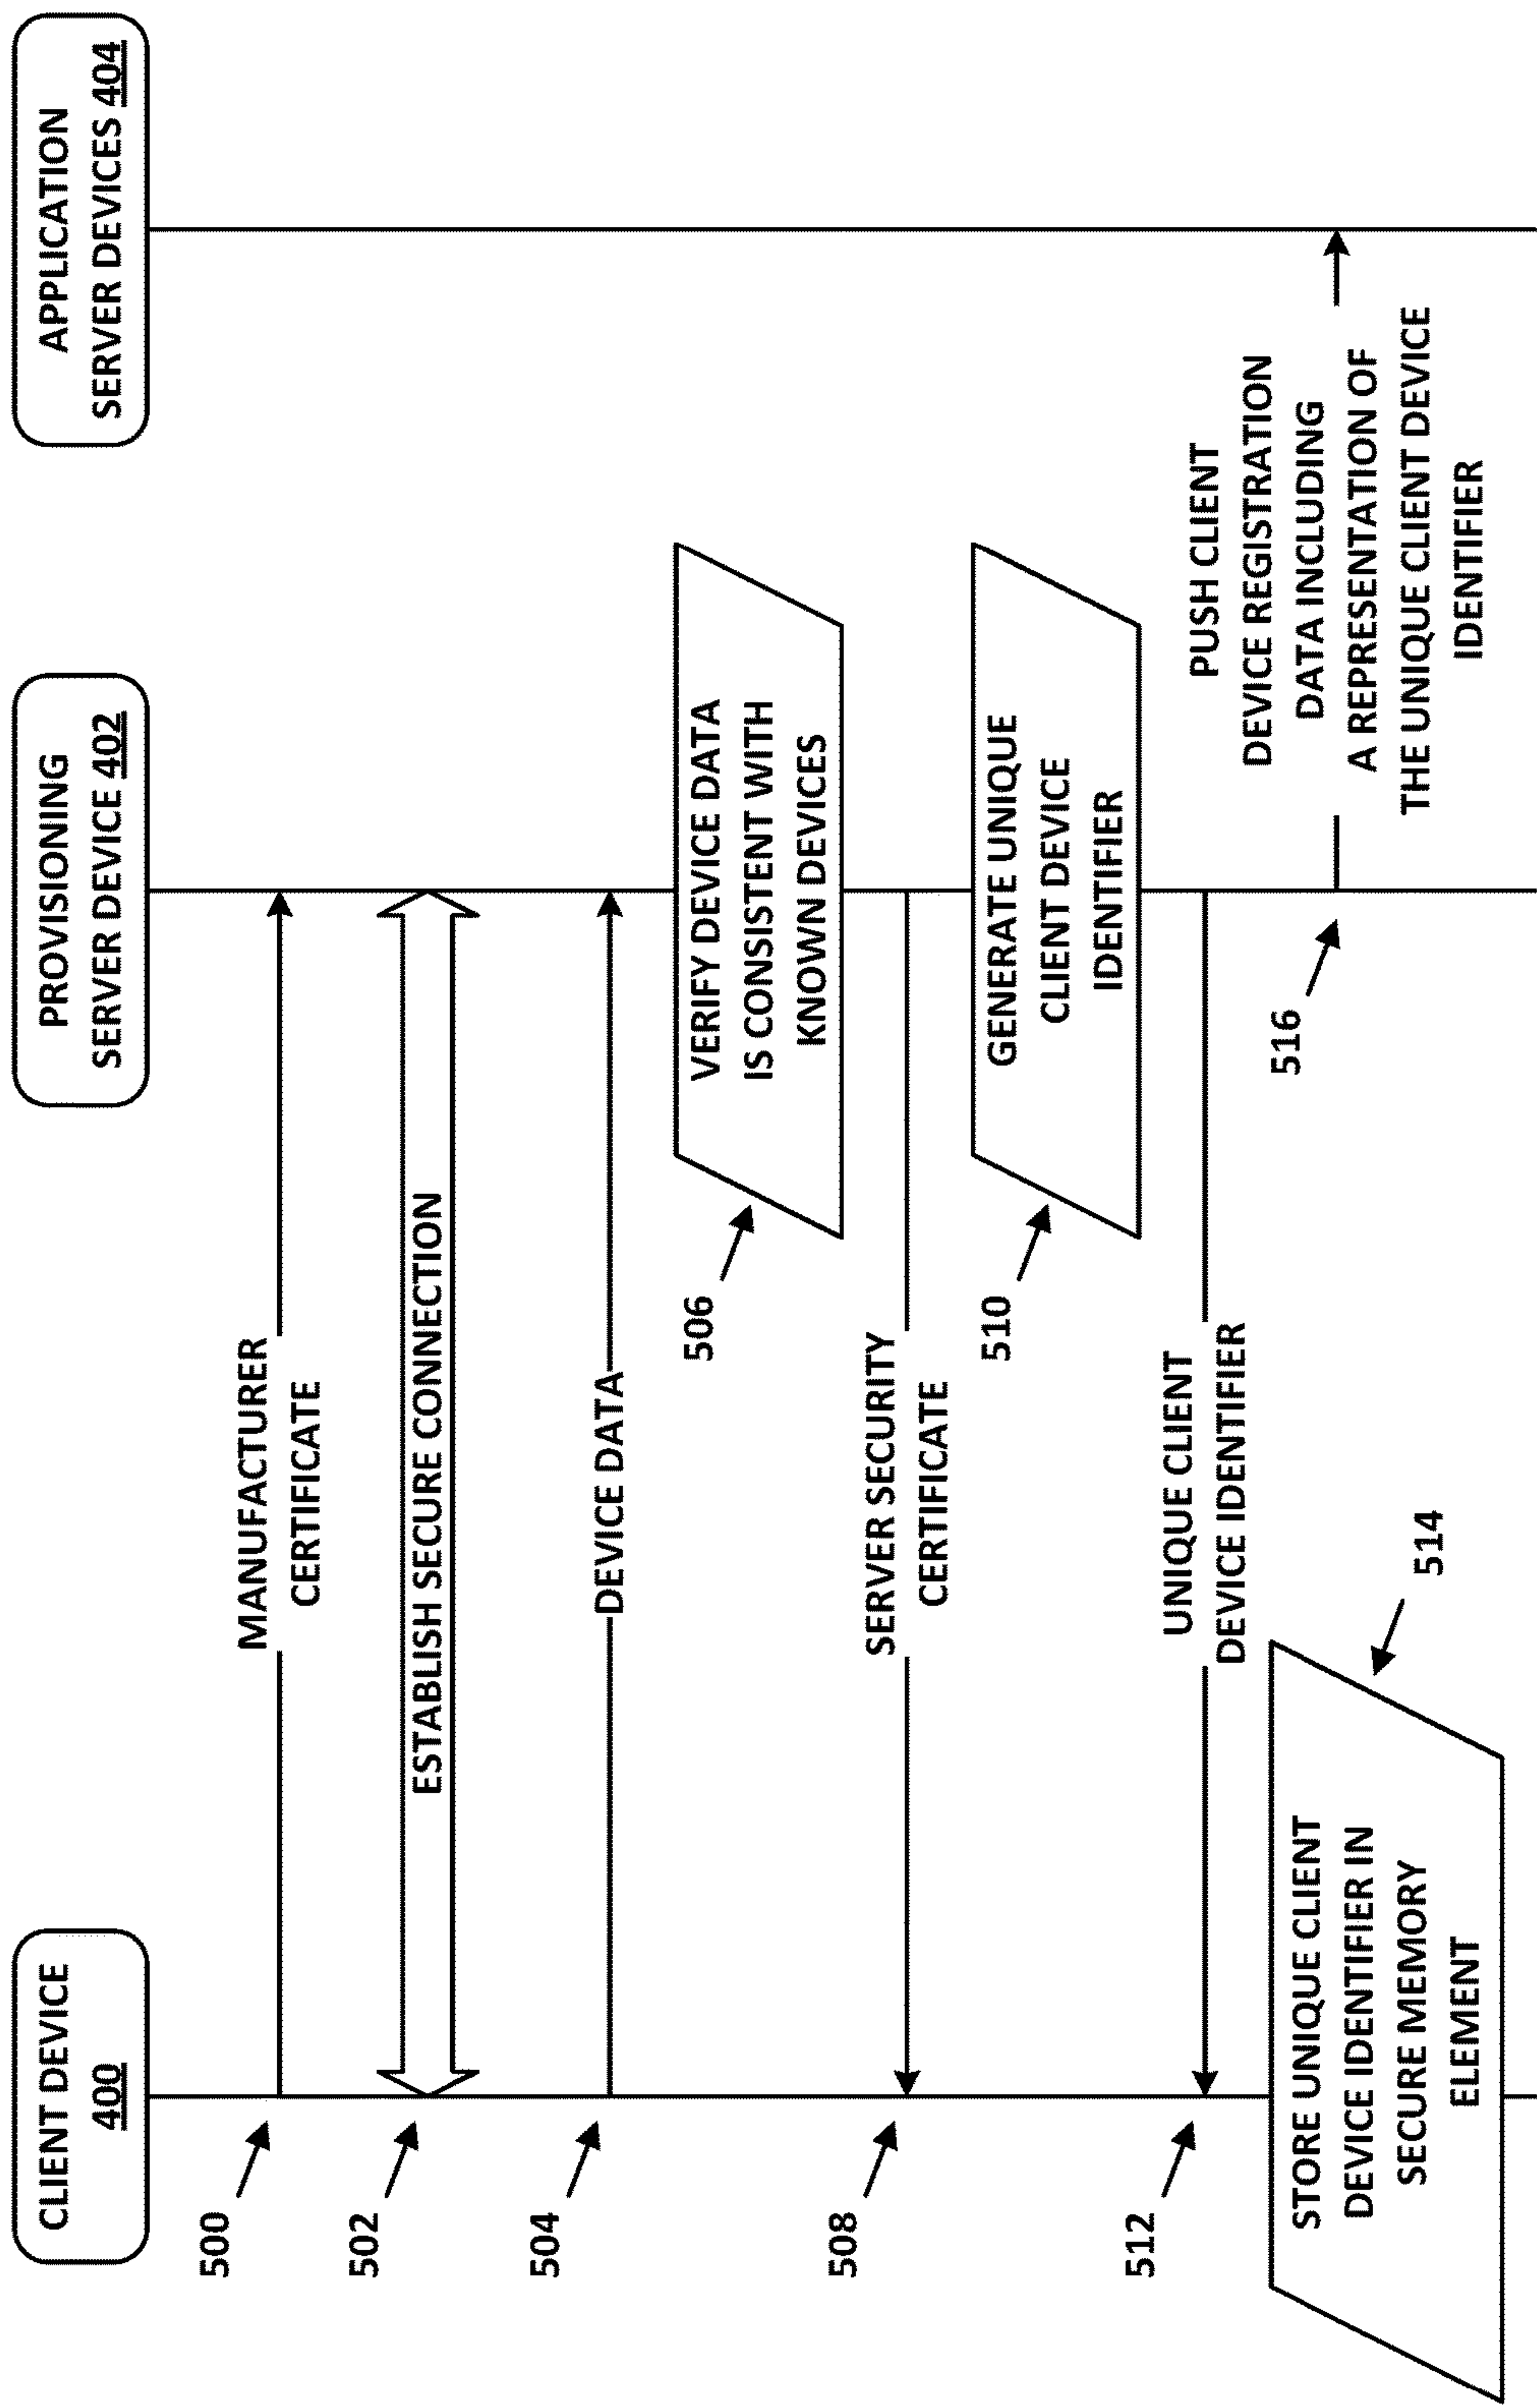 CLIENT DEVICE
400
PROVISIONING
SERVER DEVICE 402
APPLICATION
SERVER DEVICES 404
500
MANUFACTURER
CERTIFICATE
502
ESTABLISH SECURE CONNECTION
504
DEVICE DATA
506
VERIFY DEVICE DATA
IS CONSISTENT WITH
KNOWN DEVICES
508
SERVER SECURITY
CERTIFICATE
510
GENERATE UNIQUE
CLIENT DEVICE
IDENTIFIER
512
UNIQUE CLIENT
DEVICE IDENTIFIER
STORE UNIQUE CLIENT
DEVICE IDENTIFIER IN
SECURE MEMORY
ELEMENT
514
516
PUSH CLIENT
DEVICE REGISTRATION
DATA INCLUDING
A REPRESENTATION OF
THE UNIQUE CLIENT DEVICE
IDENTIFIER